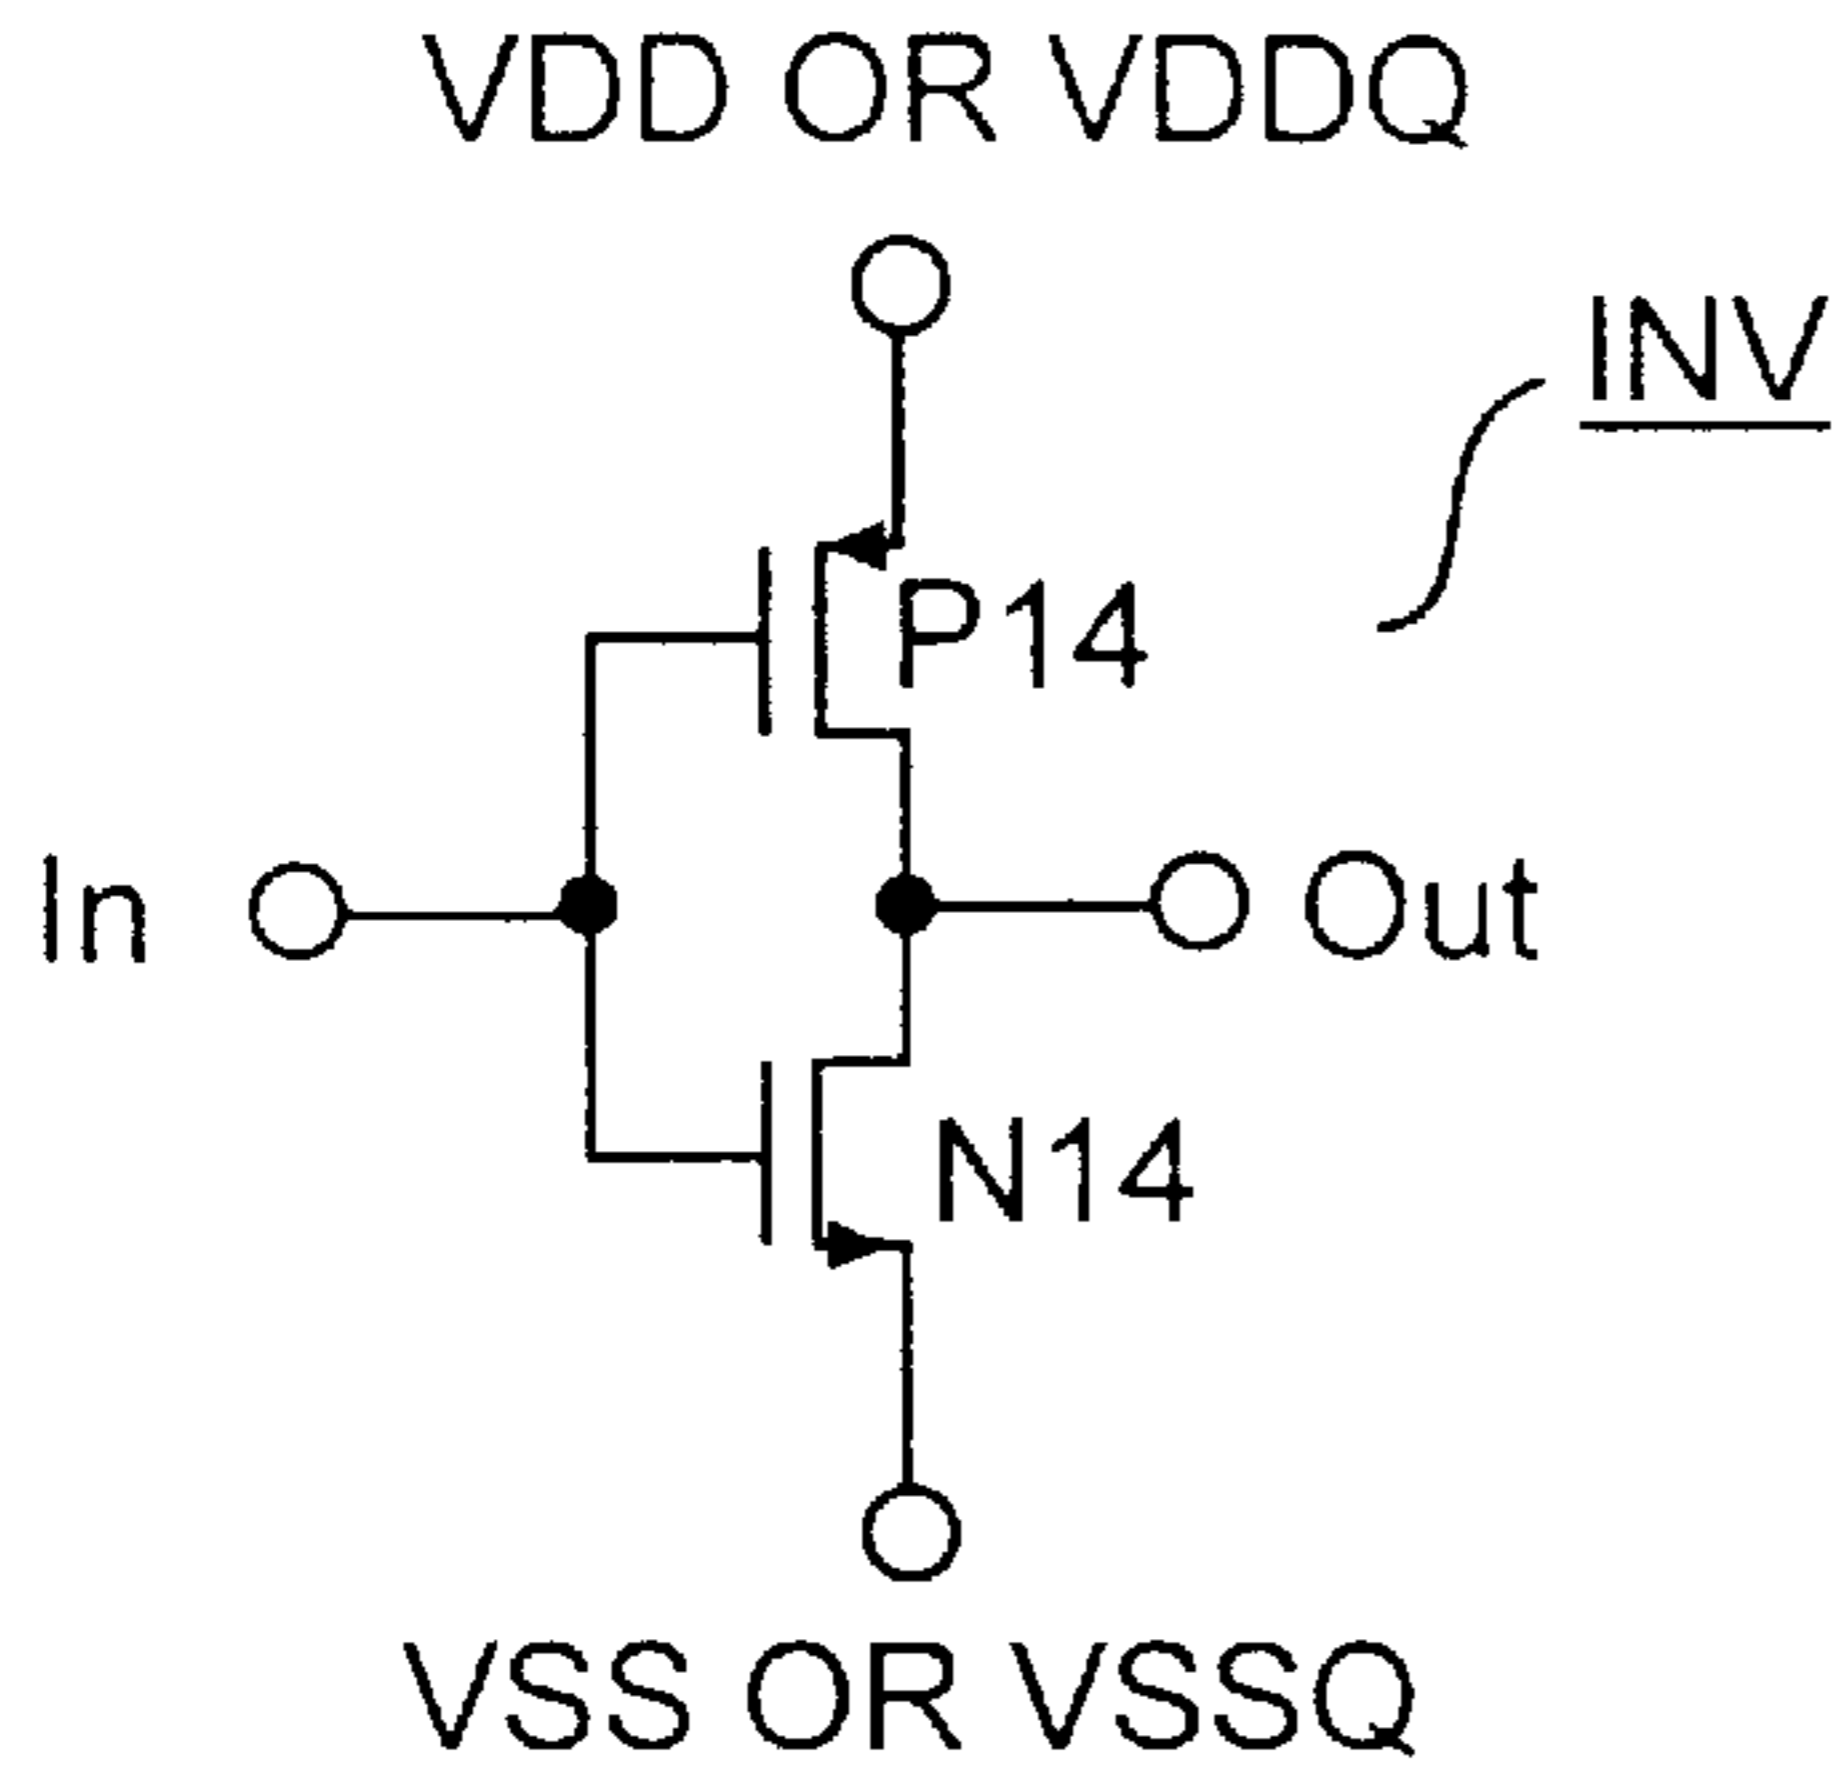 VDD OR VDDQ
INV
P14
In
Out
N14
VSS OR VSSQ